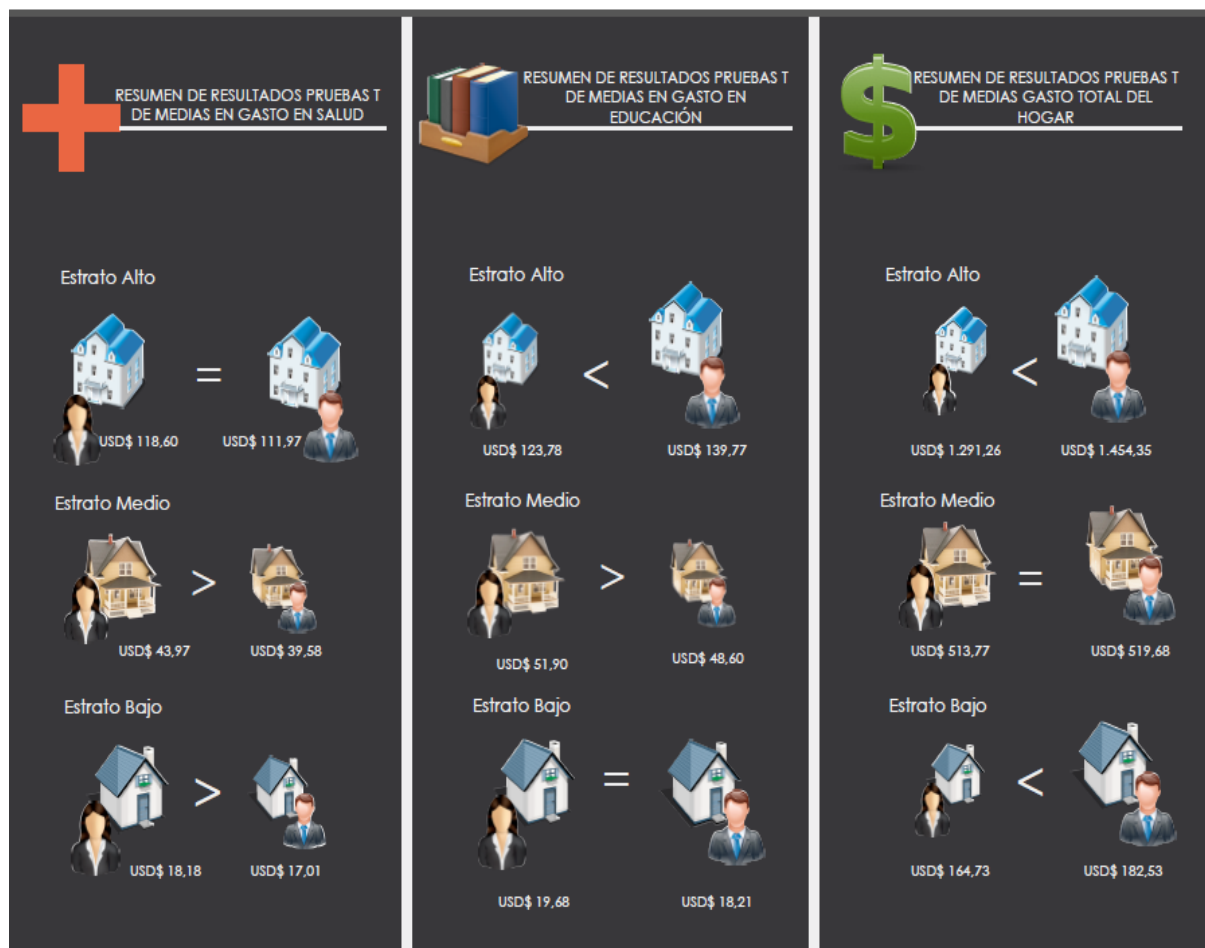 RESUMEN DE RESULTADOS PRUEBAS T
DE MEDIAS EN GASTO EN SALUD
Estrato Alto
=
USD$ 118,60
USD$ 111,97
Estrato Medio
>
USD$ 43,97
USD$ 39,58
Estrato Bajo
>
USD$ 18,18
USD$ 17,01
RESUMEN DE RESULTADOS PRUEBAS T
DE MEDIAS EN GASTO EN
EDUCACIÓN
Estrato Alto
<
USD$ 123,78
USD$ 139,77
Estrato Medio
>
USD$ 51,90
USD$ 48,60
Estrato Bajo
=
USD$ 19,68
USD$ 18,21
$
RESUMEN DE RESULTADOS PRUEBAS T
DE MEDIAS GASTO TOTAL DEL
HOGAR
Estrato Alto
<
USD$ 1.291,26
USD$ 1.454,35
Estrato Medio
=
USD$ 513,77
USD$ 519,68
Estrato Bajo
<
USD$ 164,73
USD$ 182,53